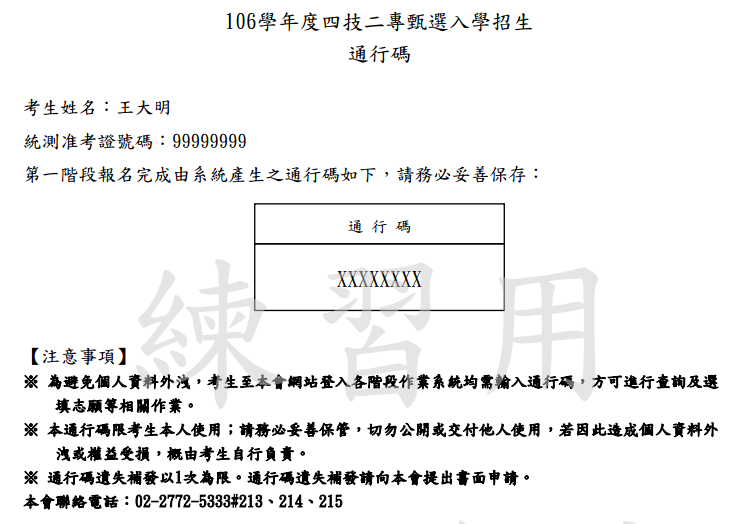 106學年度四技二專甄選入學招生
通行碼
考生姓名：王大明
統測准考證號碼：99999999
第一階段報名完成由系統產生之通行碼如下，請務必妥善保存：
通 行 碼
XXXXXXXX
練習用
【注意事項】
※ 為避免個人資料外洩，考生至本會網站登入各階段作業系統均需輸入通行碼，方可進行查詢及選
填志願等相關作業。
※ 本通行碼限考生本人使用；請務必妥善保管，切勿公開或交付他人使用，若因此造成個人資料外
洩或權益受損，概由考生自行負責。
※ 通行碼遺失補發以1次為限。通行碼遺失補發請向本會提出書面申請。
本會聯絡電話：02-2772-5333#213、214、215